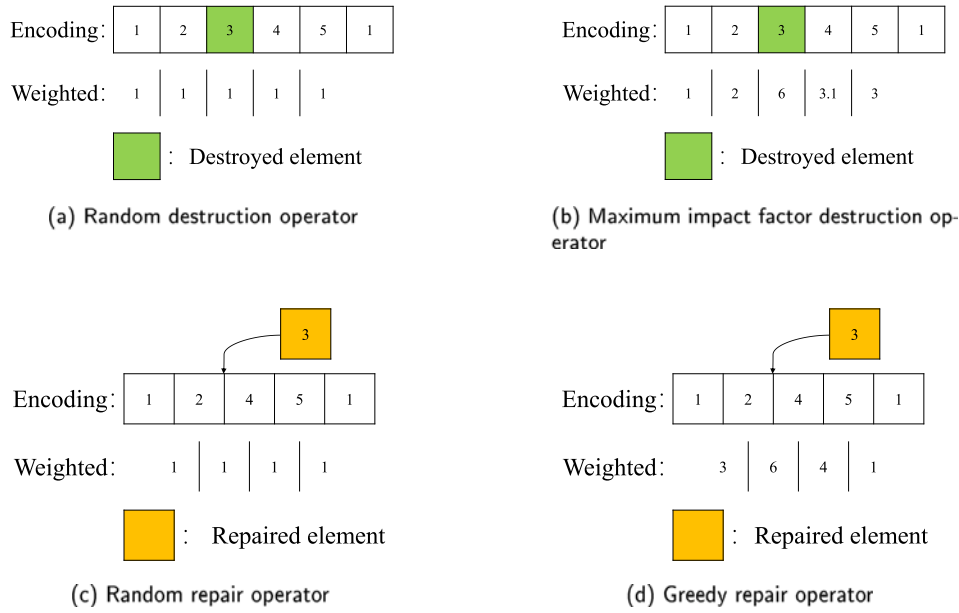 Encoding: 1 2 3 4 5 1
Weighted: 1 1 1 1 1
: Destroyed element
(a) Random destruction operator
Encoding: 1 2 3 4 5 1
Weighted: 1 2 6 3.1 3
: Destroyed element
(b) Maximum impact factor destruction op-
erator
3
Encoding: 1 2 4 5 1
Weighted: 1 1 1 1
: Repaired element
(c) Random repair operator
3
Encoding: 1 2 4 5 1
Weighted: 3 6 4 1
: Repaired element
(d) Greedy repair operator